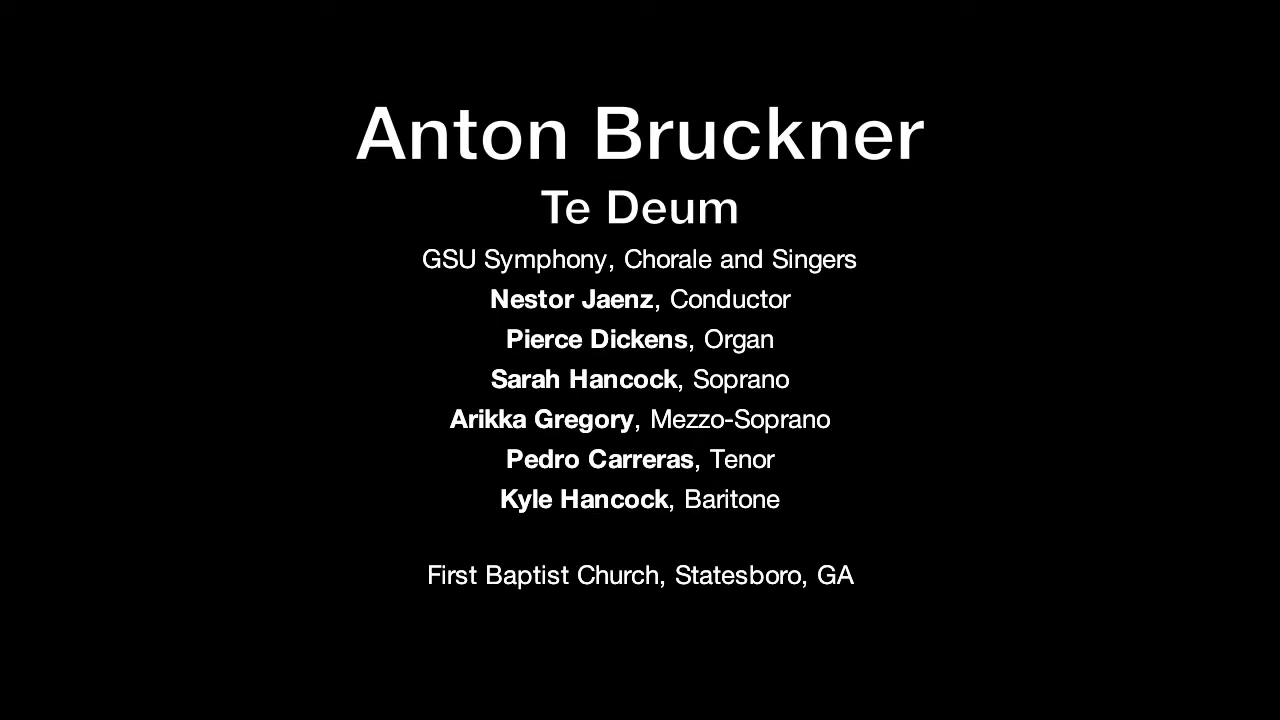 Anton Bruckner
Te Deum
GSU Symphony, Chorale and Singers
Nestor Jaenz, Conductor
Pierce Dickens, Organ
Sarah Hancock, Soprano
Arikka Gregory, Mezzo-Soprano
Pedro Carreras, Tenor
Kyle Hancock, Baritone
First Baptist Church, Statesboro, GA